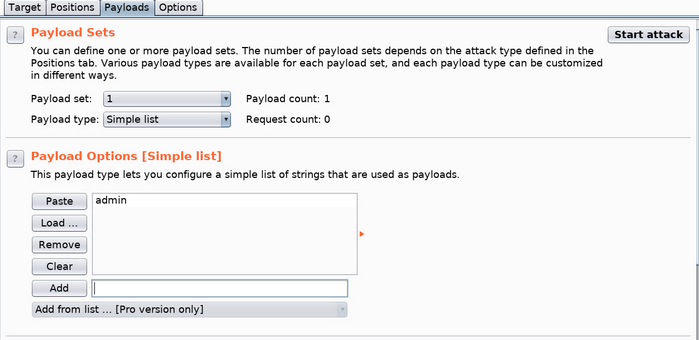 Target Positions Payloads Options
? Payload Sets Start attack
You can define one or more payload sets. The number of payload sets depends on the attack type defined in the
Positions tab. Various payload types are available for each payload set, and each payload type can be customized
in different ways.
Payload set: 1 Payload count: 1
Payload type: Simple list Request count: 0
? Payload Options [Simple list]
This payload type lets you configure a simple list of strings that are used as payloads.
Paste admin
Load ...
Remove
Clear
Add
Add from list ... [Pro version only]